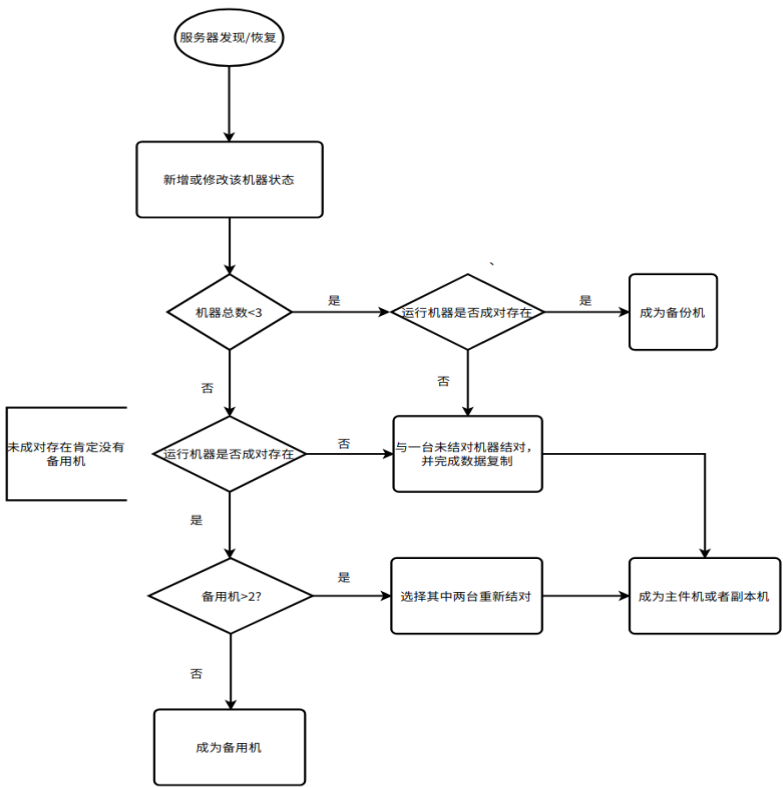 服务器发现/恢复
新增或修改该机器状态
、
机器总数<3
是
运行机器是否成对存在
是
成为备份机
否
否
未成对存在肯定没有
备用机
运行机器是否成对存在
否
与一台未结对机器结对，
并完成数据复制
是
备用机>2?
是
选择其中两台重新结对
成为主件机或者副本机
否
成为备用机